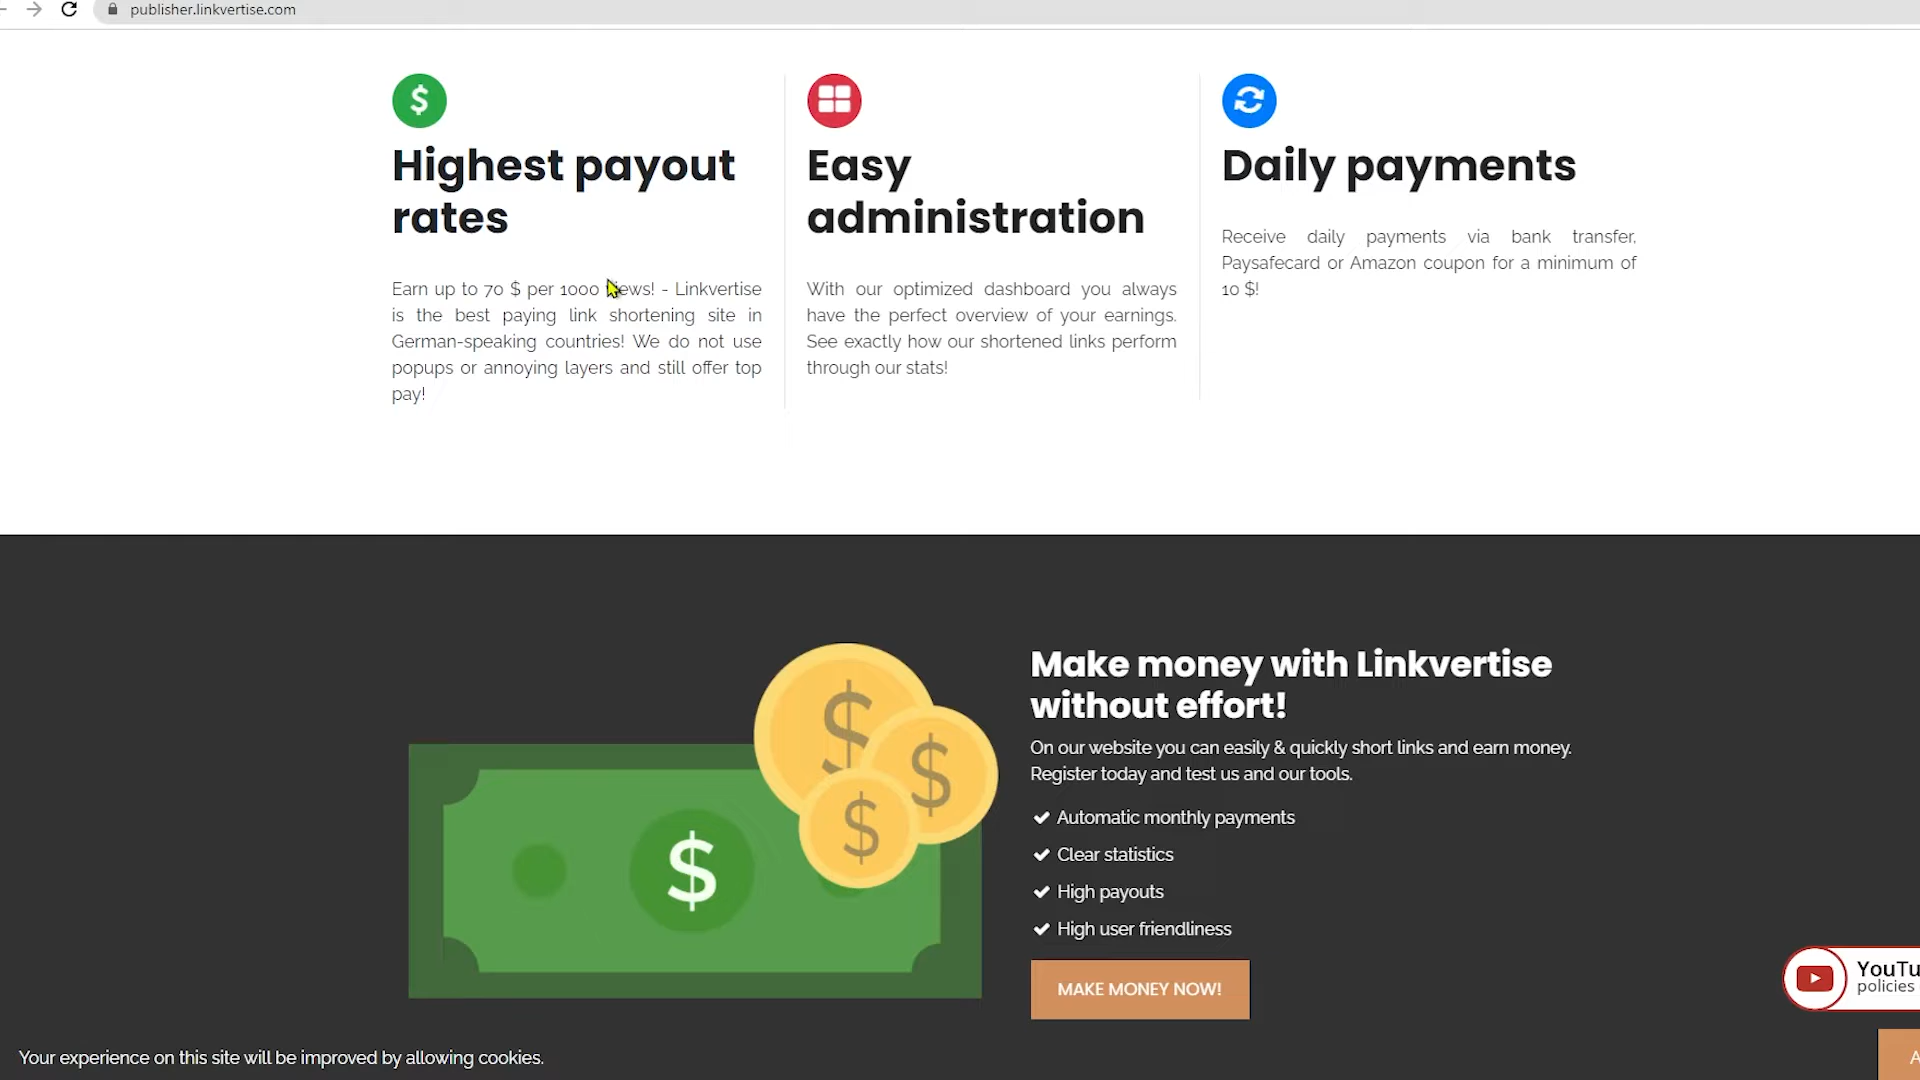 publisher.linkvertise.com
$
Highest payout
rates
Earn up to 70 $ per 1000 views! - Linkvertise
is the best paying link shortening site in
German-speaking countries! We do not use
popups or annoying layers and still offer top
pay!
Easy
administration
With our optimized dashboard you always
have the perfect overview of your earnings.
See exactly how our shortened links perform
through our stats!
Daily payments
Receive daily payments via bank transfer,
Paysafecard or Amazon coupon for a minimum of
10 $!
$
$
$
$
Make money with Linkvertise
without effort!
On our website you can easily & quickly short links and earn money.
Register today and test us and our tools.
Automatic monthly payments
Clear statistics
High payouts
High user friendliness
MAKE MONEY NOW!
YouTu
policies
Your experience on this site will be improved by allowing cookies.
A